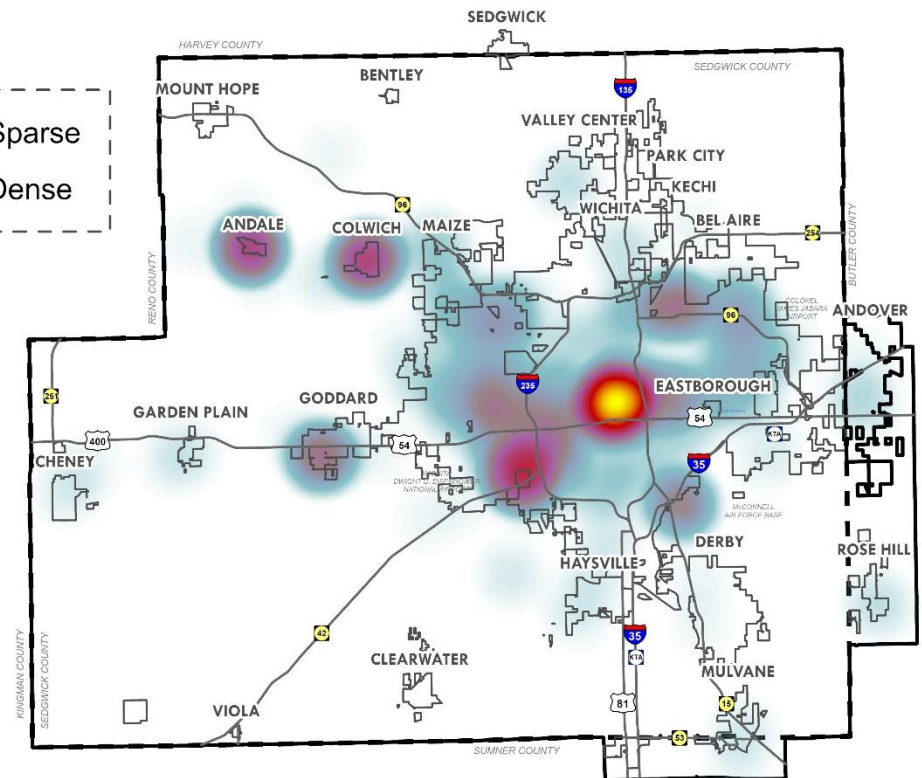 SEDGWICK
HARVEY COUNTY
SEDGWICK COUNTY
BENTLEY
MOUNT HOPE
135
VALLEY CENTER
Sparse
Dense
PARK CITY
KECHI
96
WICHITA
ANDALE
COLWICH
MAIZE
BEL AIRE
254
RENO COUNTY
BUTLER COUNTY
COLONEL
JAMES JABARA
AIRPORT
96
ANDOVER
235
EASTBOROUGH
251
GODDARD
54
GARDEN PLAIN
400
54
KTA
CHENEY
35
DWIGHT D. EISENHOWER
NATIONAL
McCONNELL
AIR FORCE BASE
DERBY
HAYSVILLE
ROSE HILL
KINGMAN COUNTY
SEDGWICK COUNTY
42
35
KTA
CLEARWATER
MULVANE
VIOLA
81
15
53
SUMNER COUNTY